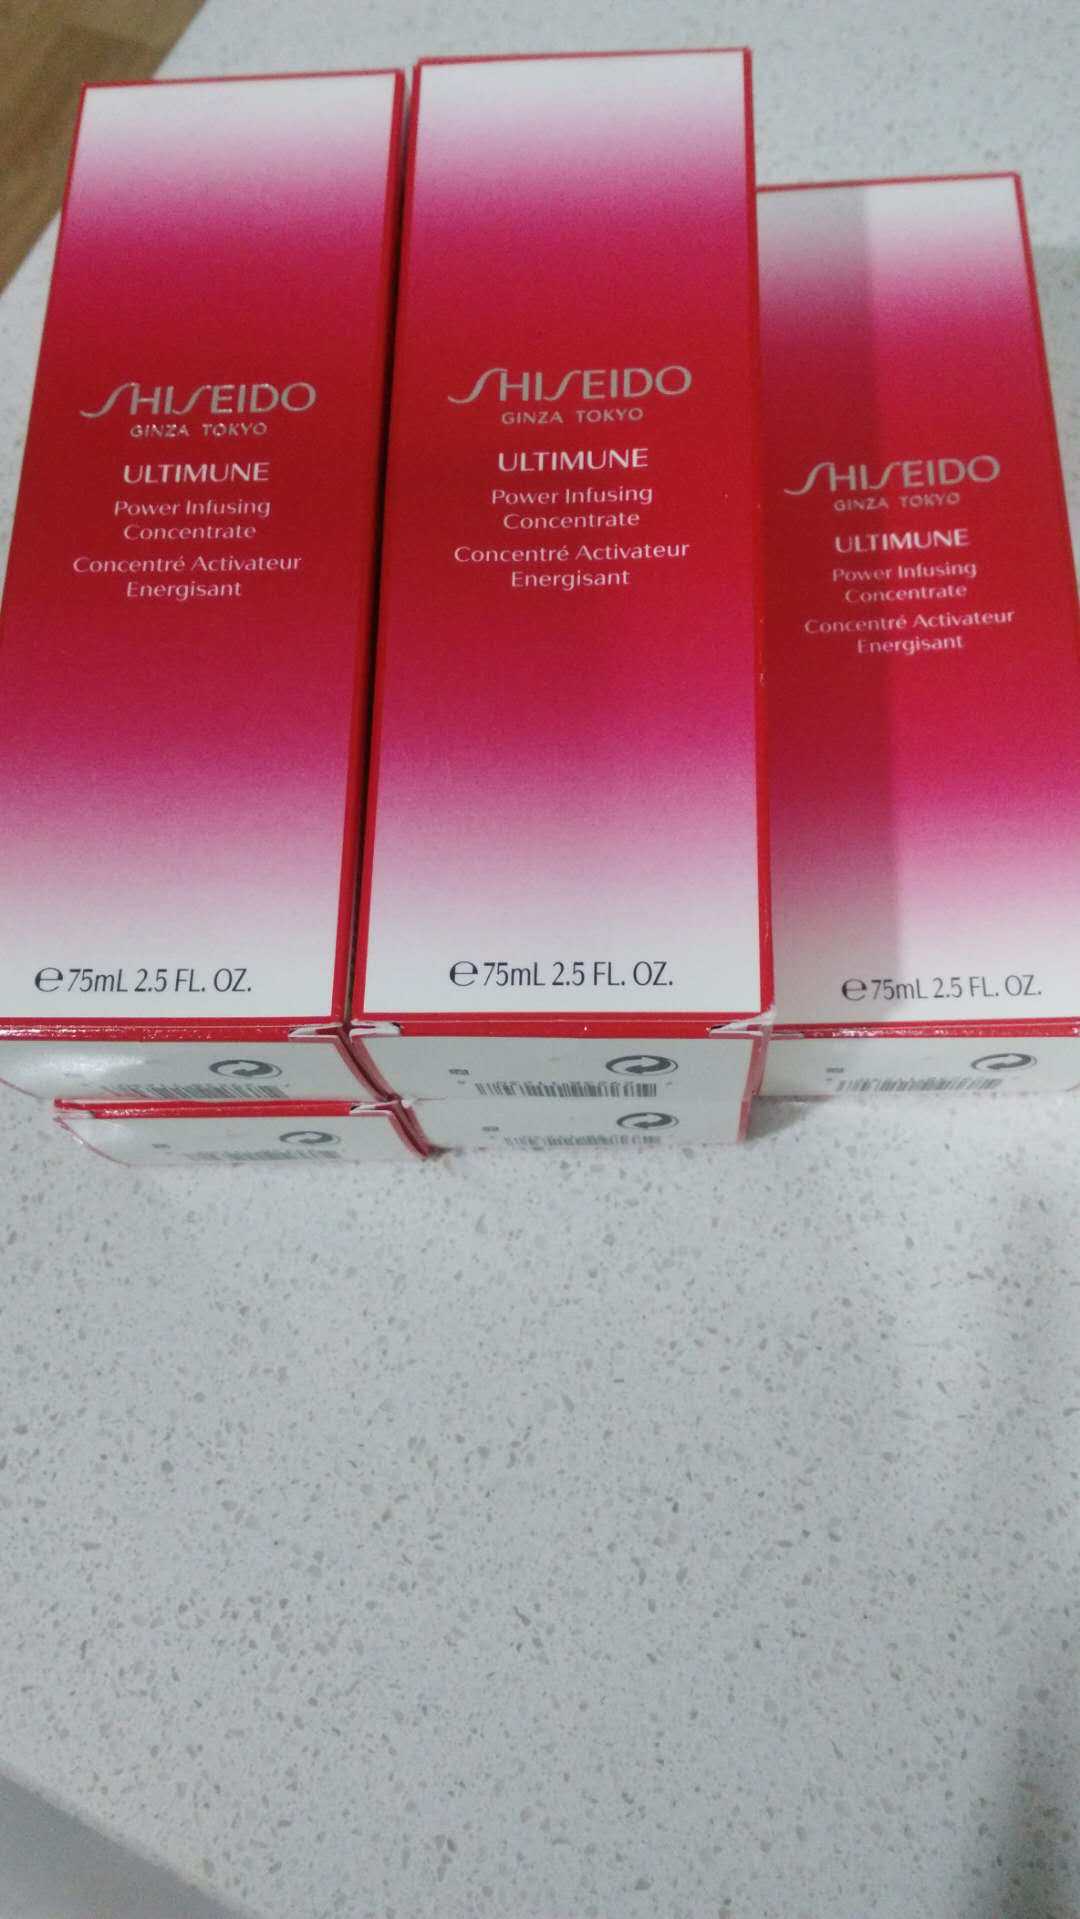 SHISEIDO
GINZA TOKYO
ULTIMUNE
Power Infusing
Concentrate
Concentré Activateur
Energisant
℮75mL 2.5 FL. OZ.
SHISEIDO
GINZA TOKYO
ULTIMUNE
Power Infusing
Concentrate
Concentré Activateur
Energisant
℮75mL 2.5 FL. OZ.
SHISEIDO
GINZA TOKYO
ULTIMUNE
Power Infusing
Concentrate
Concentré Activateur
Energisant
℮75mL 2.5 FL. OZ.